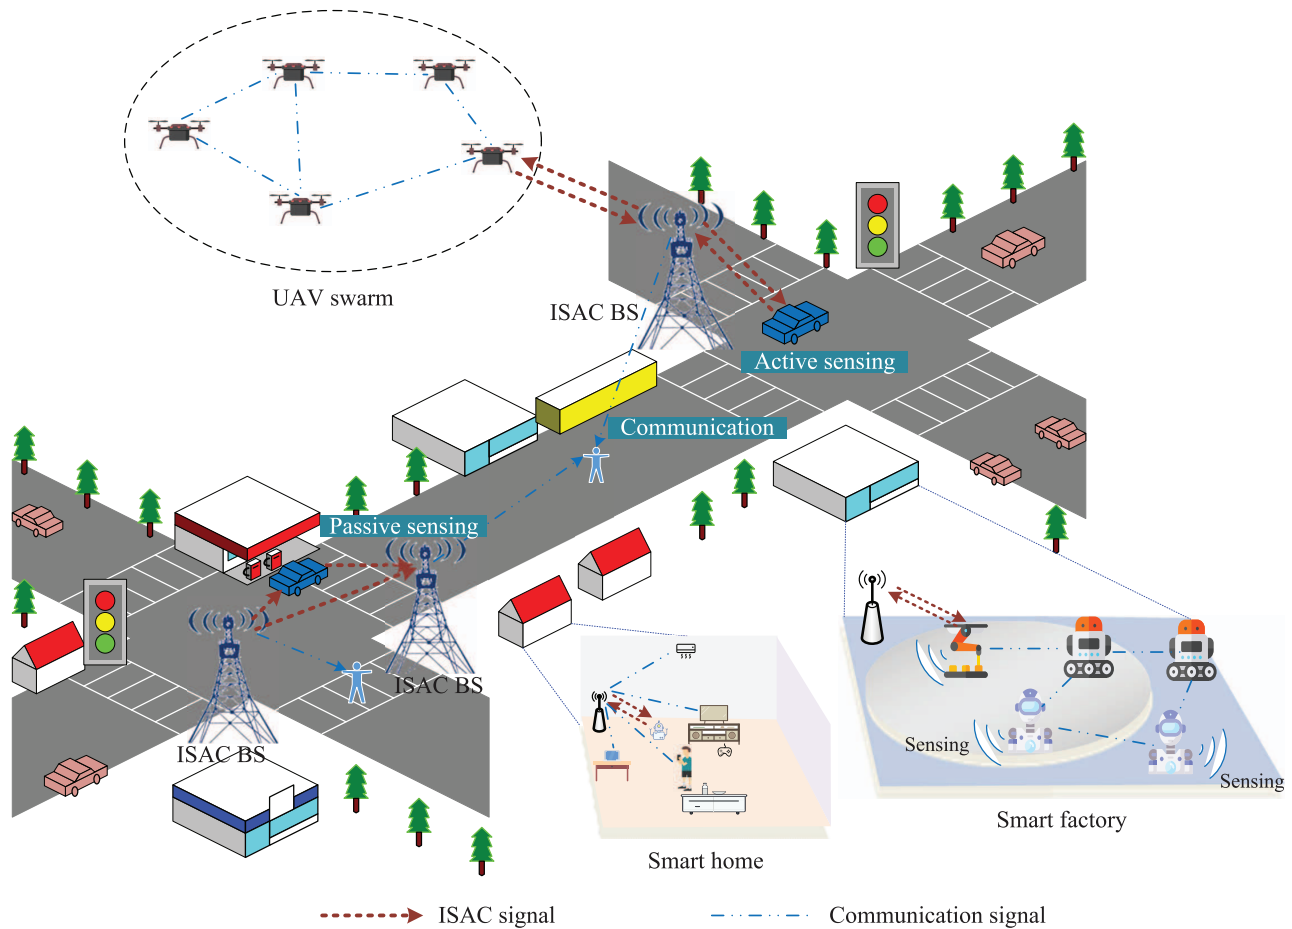 UAV swarm
ISAC BS
Active sensing
Communication
Passive sensing
ISAC BS
ISAC BS
Sensing
Sensing
Smart home
Smart factory
ISAC signal
Communication signal